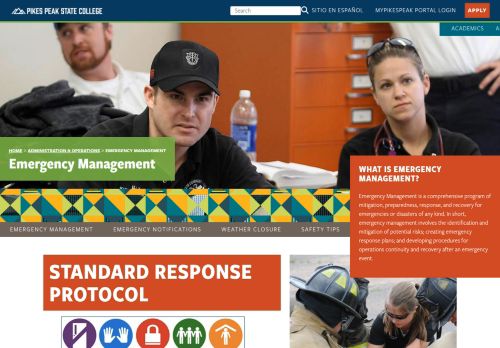 PIKES PEAK STATE COLLEGE
Search
SITIO EN ESPAÑOL
MYPIKESPEAK PORTAL LOGIN
APPLY
ACADEMICS
HOME > ADMINISTRATION & OPERATIONS > EMERGENCY MANAGEMENT
Emergency Management
WHAT IS EMERGENCY
MANAGEMENT?
Emergency Management is a comprehensive program of
mitigation, preparedness, response, and recovery for
emergencies or disasters of any kind. In short,
emergency management involves the identification and
mitigation of potential risks; creating emergency
response plans; and developing procedures for
operations continuity and recovery after an emergency
event.
EMERGENCY MANAGEMENT
EMERGENCY NOTIFICATIONS
WEATHER CLOSURE
SAFETY TIPS
STANDARD RESPONSE
PROTOCOL